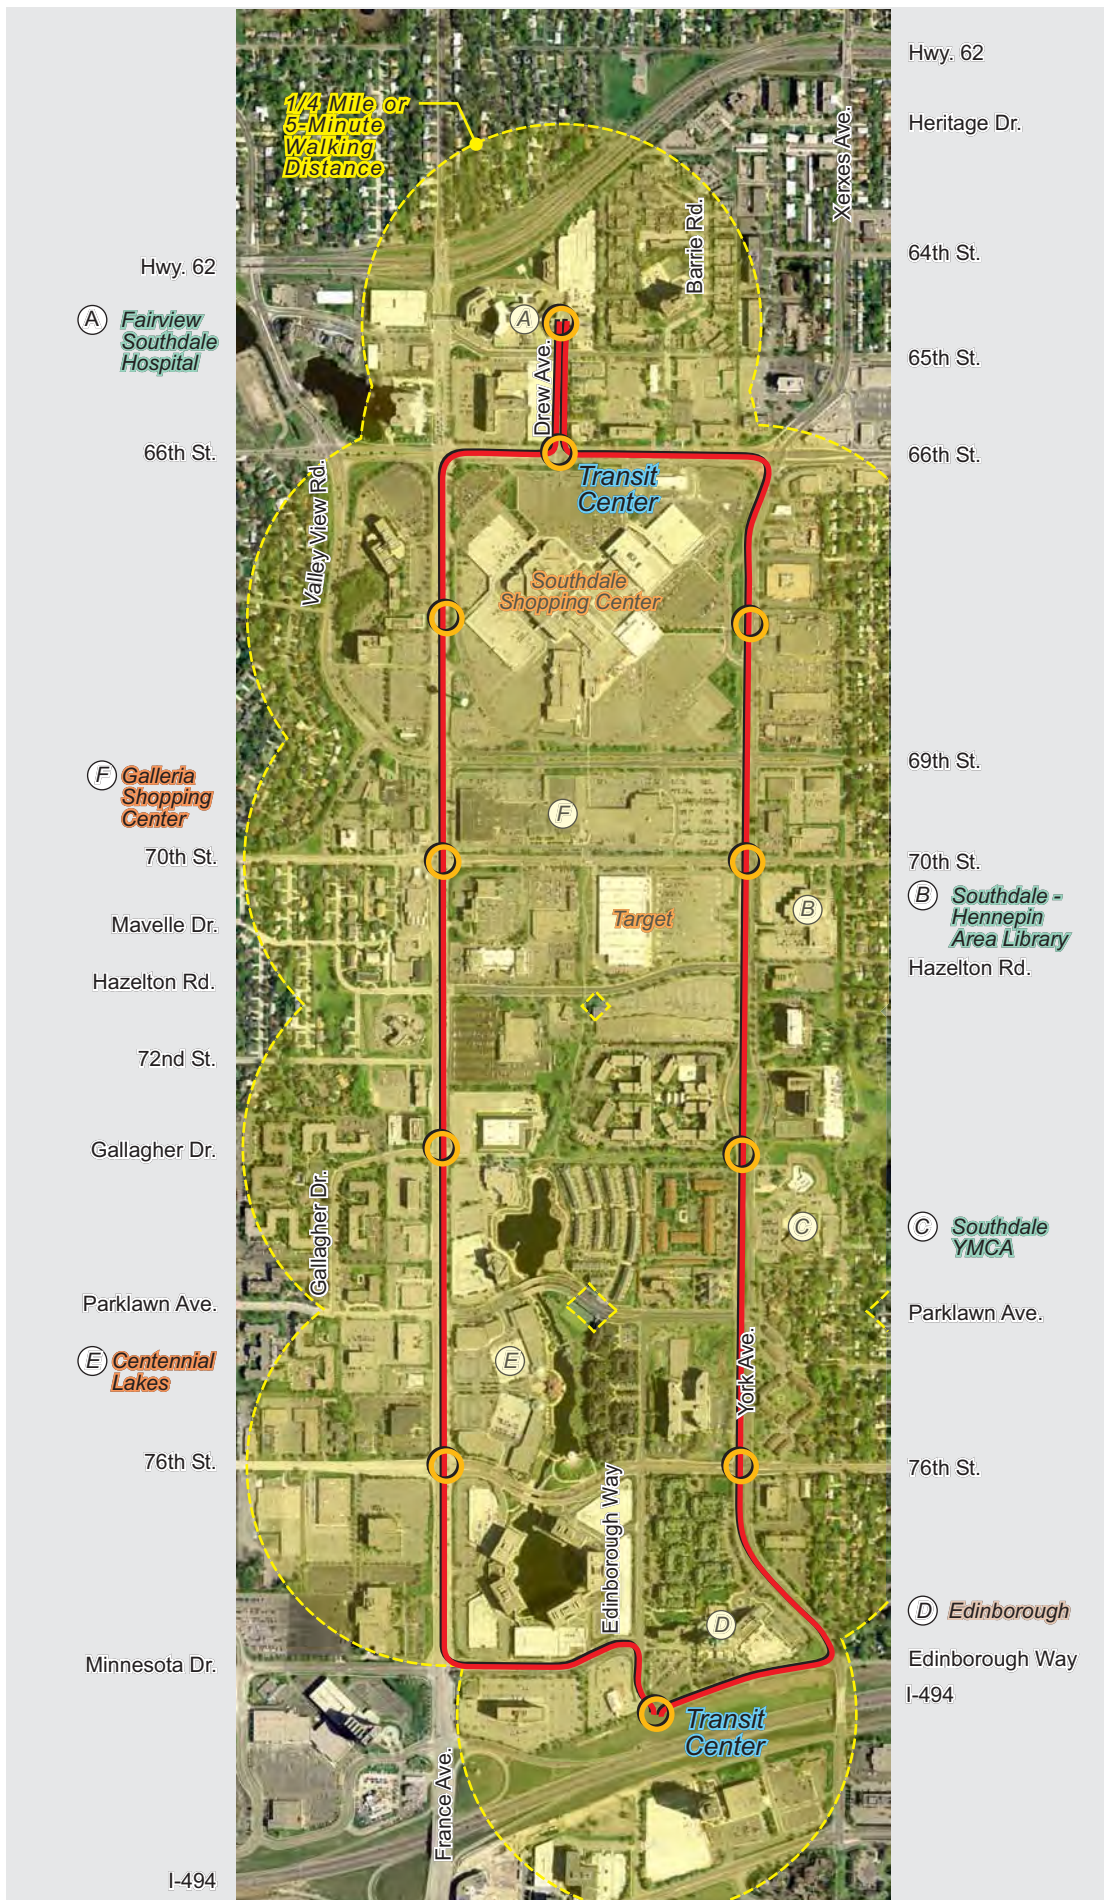 Hwy. 62
1/4 Mile or
5-Minute
Walking
Distance
Heritage Dr.
Xerxes Ave.
Barrie Rd.
64th St.
Hwy. 62
A
Fairview
Southdale
Hospital
A
Drew Ave.
65th St.
66th St.
66th St.
Transit
Center
Valley View Rd.
Southdale
Shopping Center
69th St.
F
Galleria
Shopping
Center
F
70th St.
70th St.
B
Southdale -
Hennepin
Area Library
B
Target
Mavelle Dr.
Hazelton Rd.
Hazelton Rd.
72nd St.
Gallagher Dr.
Gallagher Dr.
C
C
Southdale
YMCA
Parklawn Ave.
Parklawn Ave.
E
Centennial
Lakes
E
York Ave.
76th St.
76th St.
Edinborough Way
D
D
Edinborough
Minnesota Dr.
Edinborough Way
I-494
Transit
Center
France Ave.
I-494